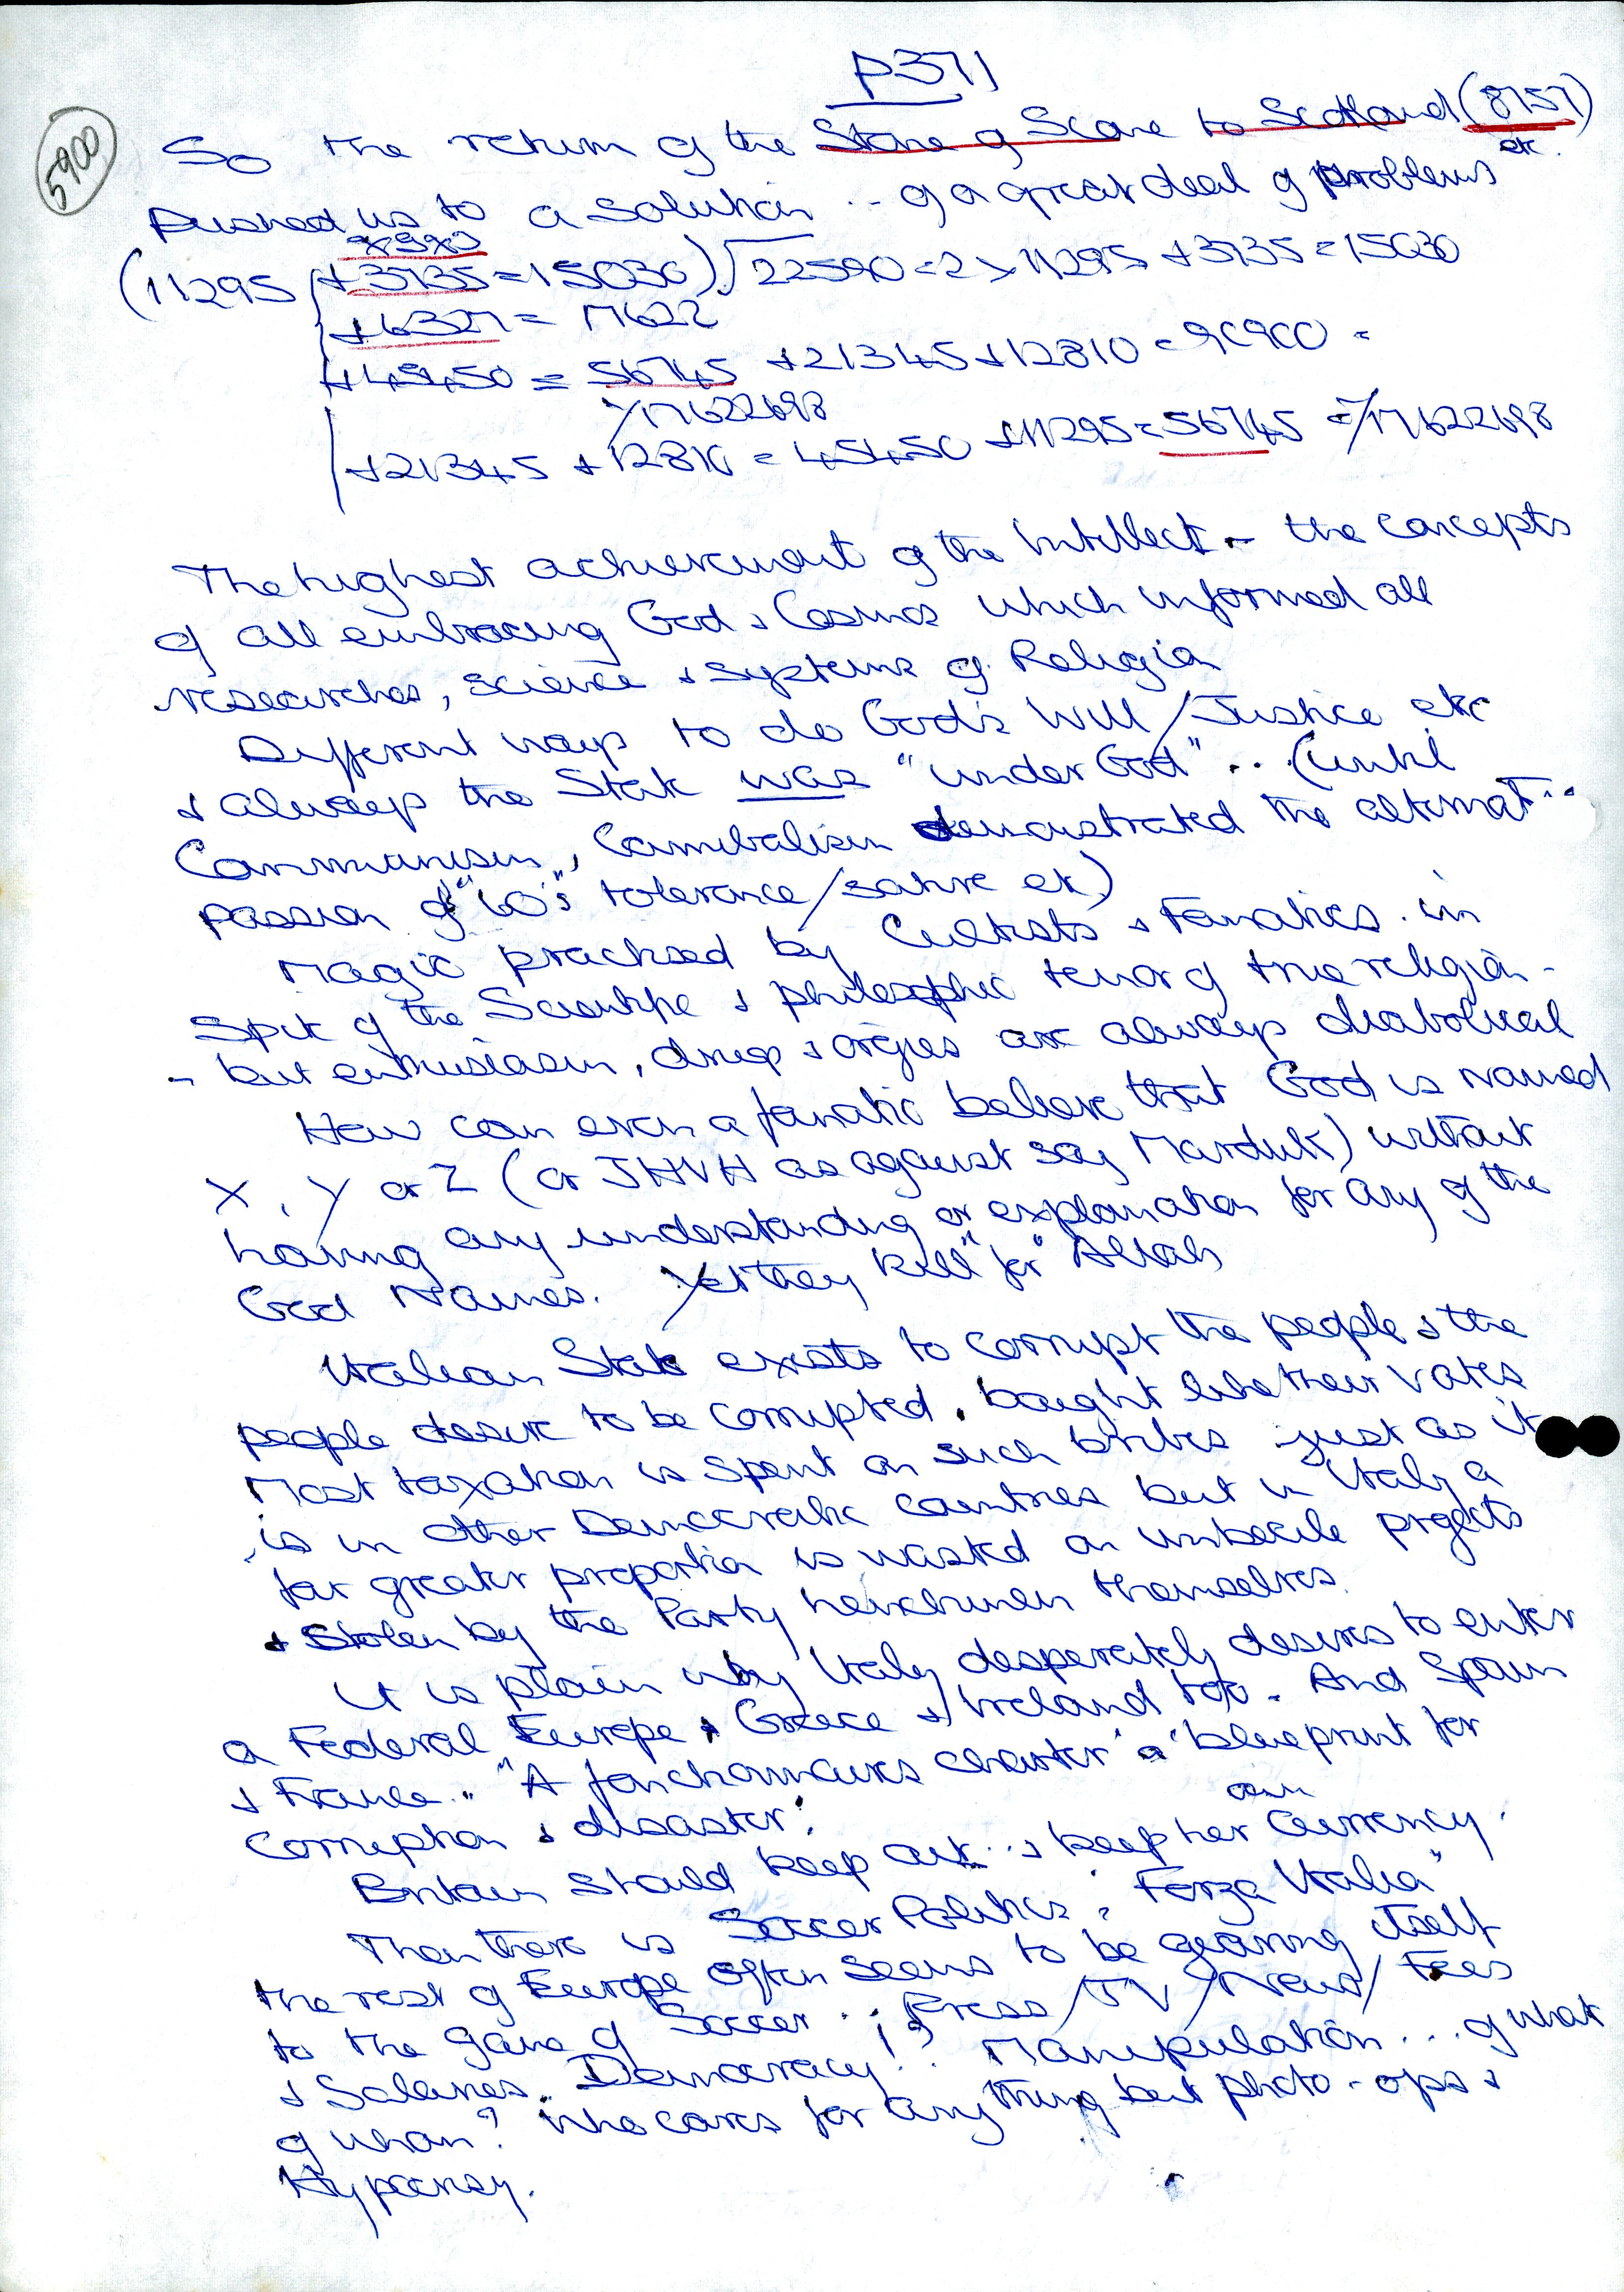 p371
5900
So the return of the Stone of Scone to Scotland (8757) etc.
pushed us to a solution .. of a great deal of problems
(11295 +3735 = 15030) 22590 = 2 x 11295 + 3735 = 15030
+6327 = 17622
+45450 = 56745 + 21345 + 12810 = 90900 =
17622698
+21345 + 12810 = 45450 + 11295 = 56745 = /17622698
The highest achievement of the Intellect - the concepts
of all embracing God & Cosmos which informed all
researches, science & systems of Religion
Different ways to do God's Will / Justice etc
& always the State was "under God" .. (until
Communism, Cannibalism demonstrated the ultimate ..
passion of "60's" tolerance / satire etc)
Magic practised by Cultists & Fanatics in
Spite of the Scientific & philosophic tenor of true religion -
- but enthusiasm, drugs & orgies are always diabolical
How can even a fanatic believe that God is named
X, Y or Z (or JHVH as against say Marduk) without
having any understanding or explanation for any of the
God Names. Yet they kill "for" Allah
Italian State exists to corrupt the people & the
people desire to be corrupted, bought like their votes
Most taxation is spent on such bribes just as it
is in other Democratic countries but in Italy a
far greater proportion is wasted on imbecile projects
& stolen by the Party henchmen themselves.
It is plain why Italy desperately desires to enter
a Federal Europe & Greece & Ireland too. And Spain
& France. "A functionaries charter" a "blueprint for
Corruption & disaster".
Britain should keep out .. & keep her own Currency.
Then there is Soccer Politics: "Forza Italia"
the rest of Europe often seems to be gearing itself
to the game of Soccer .. Press / TV / News / Fees
& Salaries. Democracy!? Manipulation ... of what
of whom? Who cares for anything but photo-ops &
Hypocrisy.